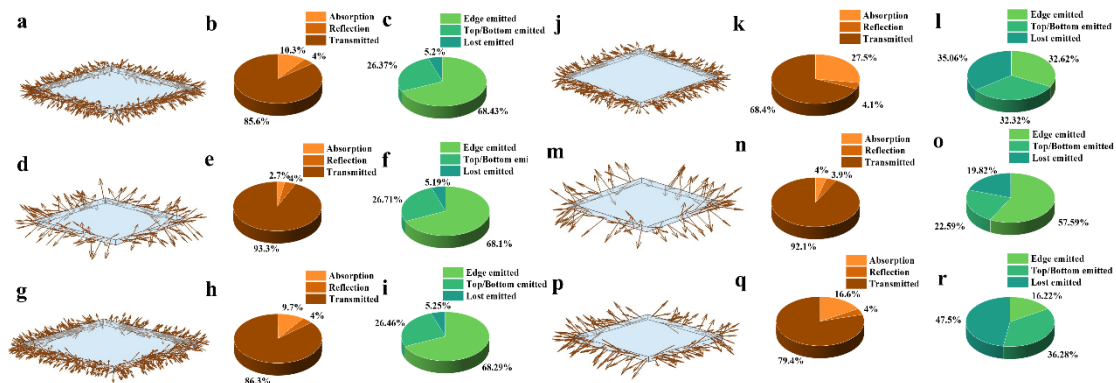 a
b
Absorption
Reflection
Transmitted
10.3%
4%
85.6%
c
Edge emitted
Top/Bottom emitted
Lost emitted
5.2%
26.37%
68.43%
j
k
Absorption
Reflection
Transmitted
27.5%
4.1%
68.4%
l
Edge emitted
Top/Bottom emitted
Lost emitted
35.06%
32.62%
32.32%
d
e
Absorption
Reflection
Transmitted
2.7%
4%
93.3%
f
Edge emitted
Top/Bottom emi
Lost emitted
5.19%
26.71%
68.1%
m
n
Absorption
Reflection
Transmitted
4%
3.9%
92.1%
o
Edge emitted
Top/Bottom emitted
Lost emitted
19.82%
22.59%
57.59%
g
h
Absorption
Reflection
Transmitted
9.7%
4%
86.3%
i
Edge emitted
Top/Bottom emitted
Lost emitted
5.25%
26.46%
68.29%
p
q
Absorption
Reflection
Transmitted
16.6%
4%
79.4%
r
Edge emitted
Top/Bottom emitted
Lost emitted
16.22%
47.5%
36.28%